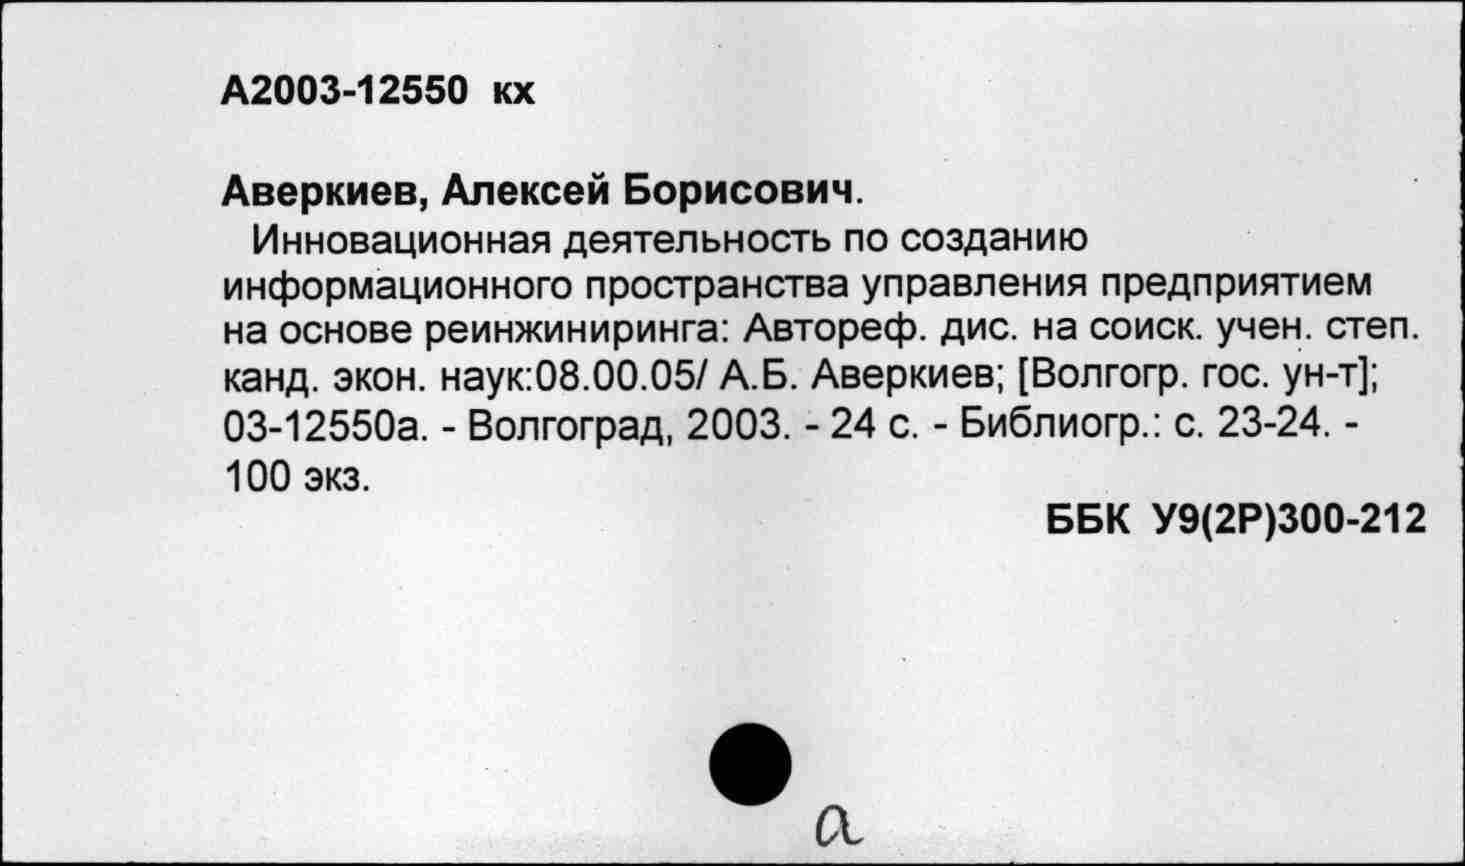 А2003-12550 кх
Аверкиев, Алексей Борисович.
Инновационная деятельность по созданию
информационного пространства управления предприятием
на основе реинжиниринга: Автореф. дис. на соиск. учен. степ.
канд. экон. наук:08.00.05/ А.Б. Аверкиев; [Волгогр. гос. ун-т];
03-12550а. - Волгоград, 2003. - 24 с. - Библиогр.: с. 23-24. -
100 экз.
ББК У9(2Р)300-212
а